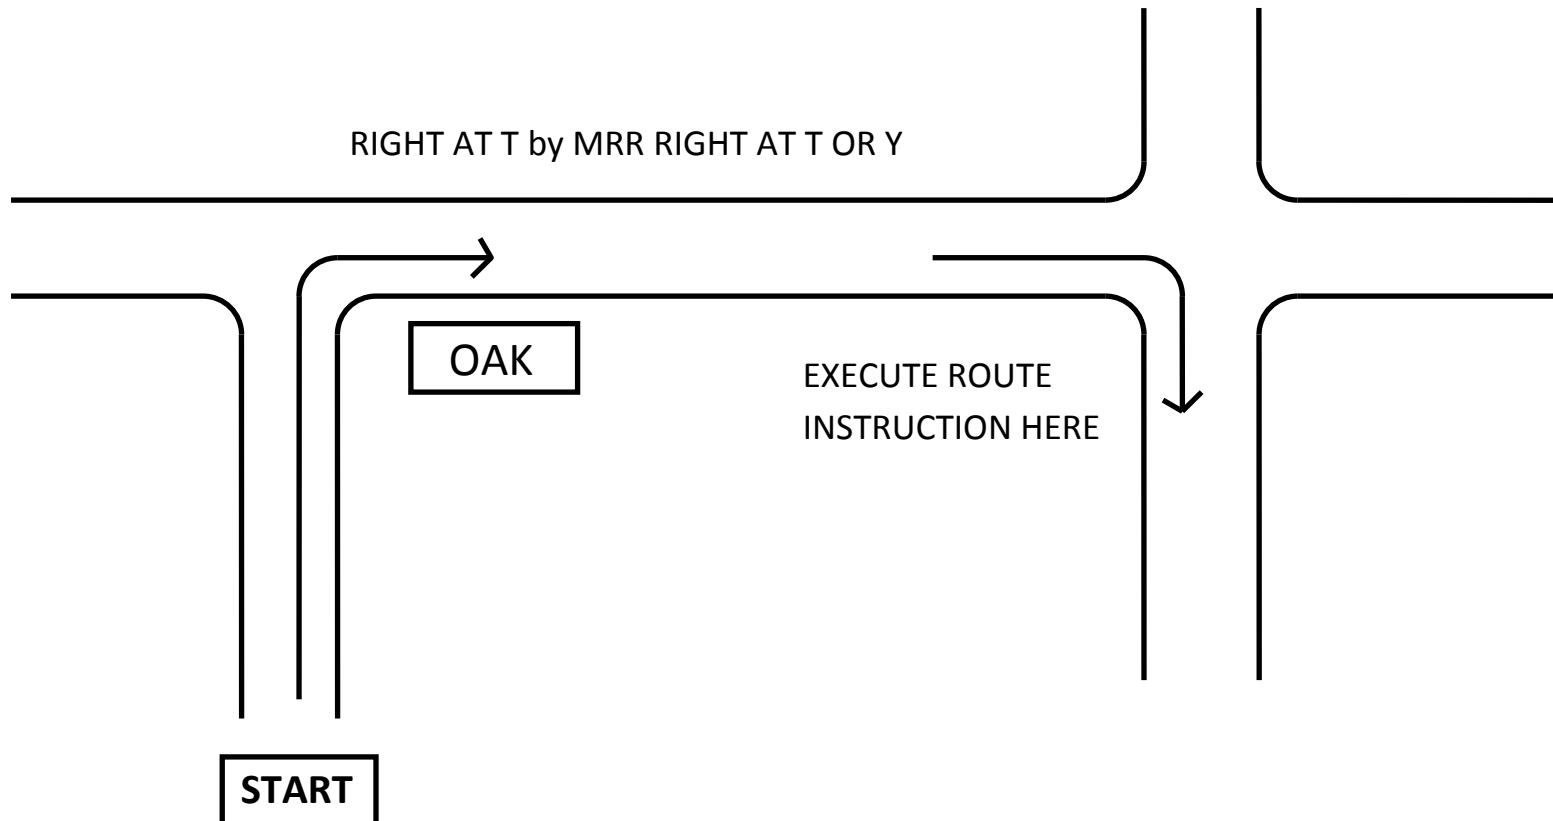 RIGHT AT T by MRR RIGHT AT T OR Y
OAK
EXECUTE ROUTE
INSTRUCTION HERE
START